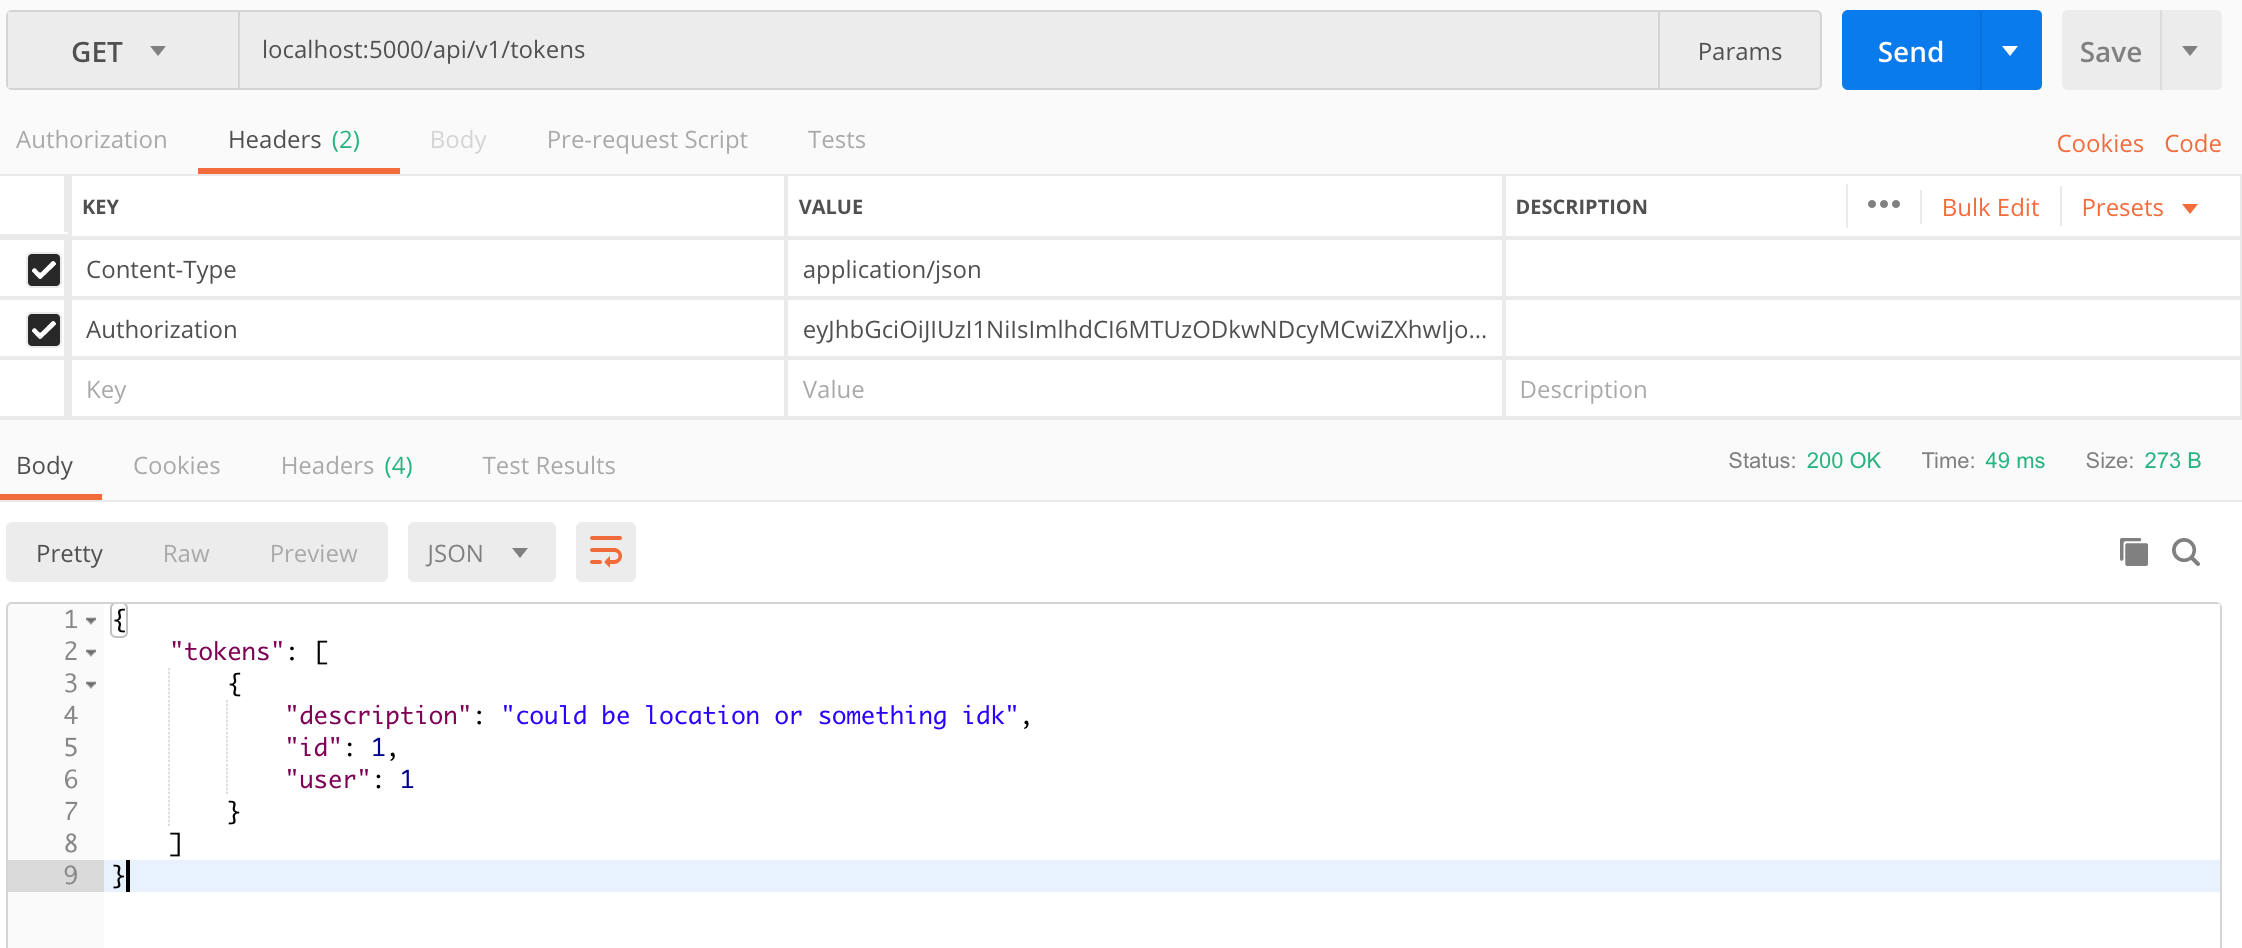 GET localhost:5000/api/v1/tokens Params Send Save
Authorization Headers (2) Body Pre-request Script Tests Cookies Code
KEY VALUE DESCRIPTION ••• Bulk Edit Presets
Content-Type application/json
Authorization eyJhbGciOiJIUzI1NiIsImlhdCI6MTUzODkwNDcyMCwiZXhwIjo...
Key Value Description
Body Cookies Headers (4) Test Results Status: 200 OK Time: 49 ms Size: 273 B
Pretty Raw Preview JSON
1 {
2 "tokens": [
3 {
4 "description": "could be location or something idk",
5 "id": 1,
6 "user": 1
7 }
8 ]
9 }